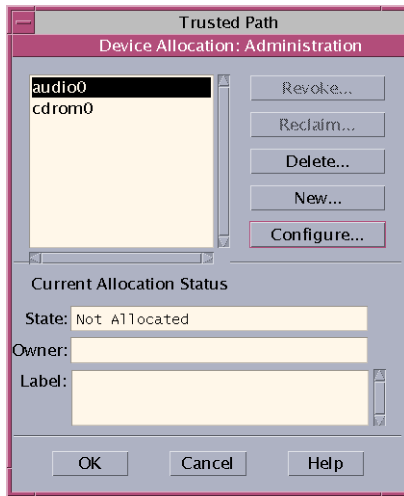 Trusted Path
Device Allocation: Administration
audio0
cdrom0
Revoke...
Reclaim...
Delete...
New...
Configure...
Current Allocation Status
State: Not Allocated
Owner:
Label:
OK Cancel Help